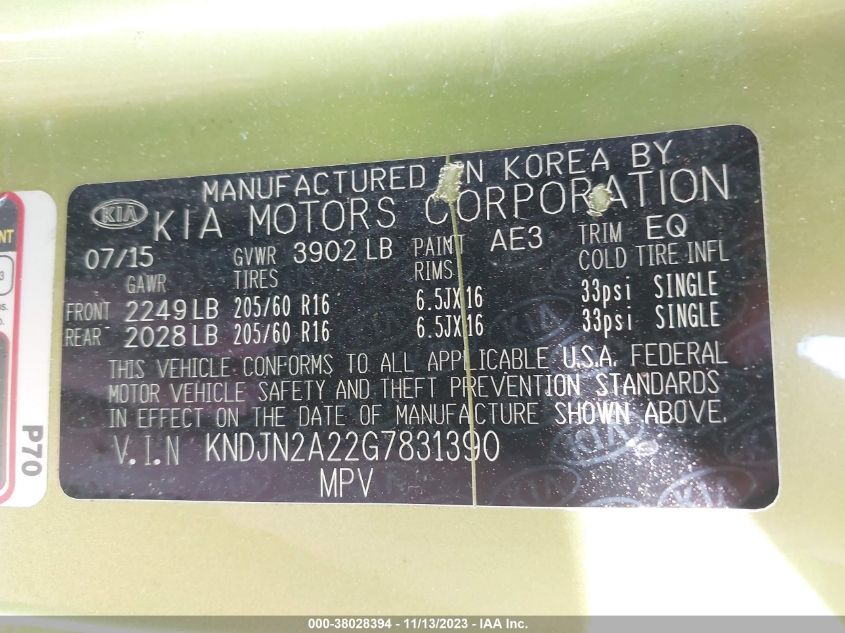 MANUFACTURED IN KOREA BY
KIA KIA MOTORS CORPORATION
07/15 GVWR 3902 LB PAINT AE3 TRIM EQ
GAWR TIRES RIMS COLD TIRE INFL
FRONT 2249 LB 205/60 R16 6.5JX16 33psi SINGLE
REAR 2028 LB 205/60 R16 6.5JX16 33psi SINGLE
THIS VEHICLE CONFORMS TO ALL APPLICABLE U.S.A. FEDERAL
MOTOR VEHICLE SAFETY AND THEFT PREVENTION STANDARDS
IN EFFECT ON THE DATE OF MANUFACTURE SHOWN ABOVE.
V.I.N KNDJN2A22G7831390
MPV
P70
000-38028394 - 11/13/2023 - IAA Inc.